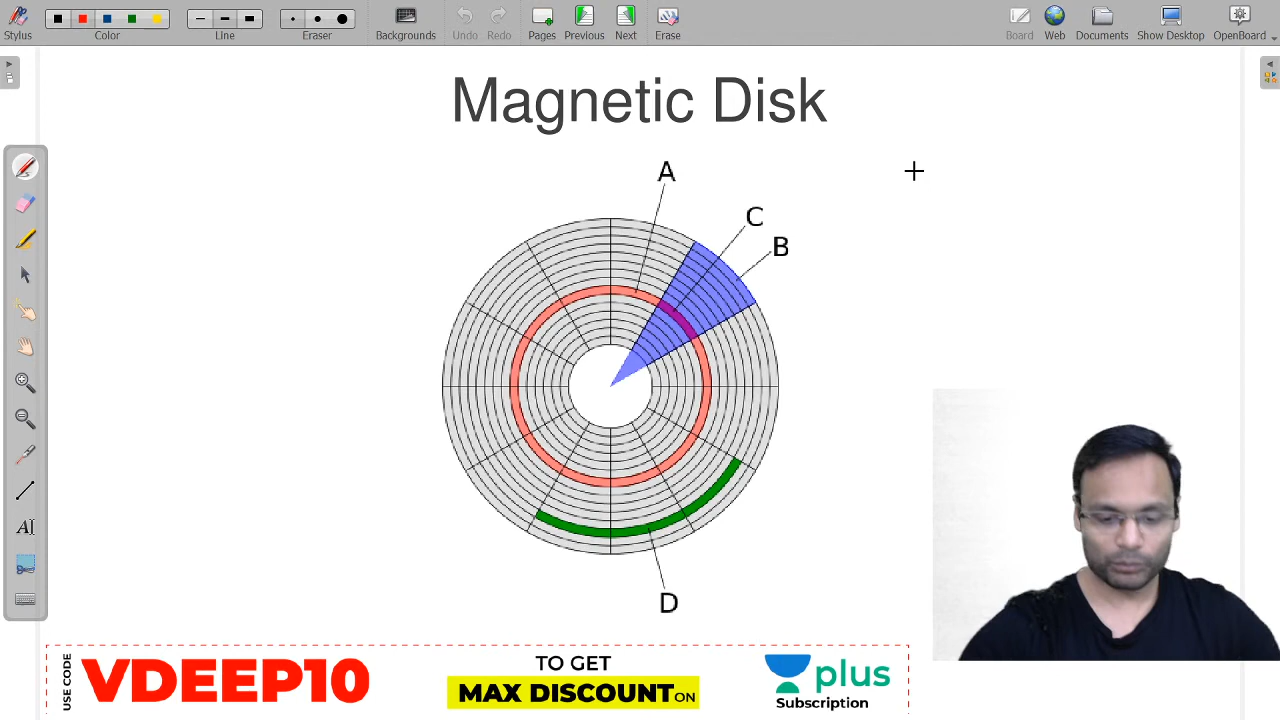 Stylus
Color
Line
Eraser
Backgrounds
Undo
Redo
Pages
Previous
Next
Erase
Board
Web
Documents
Show Desktop
OpenBoard
Magnetic Disk
A
C
B
D
AI
USE CODE
VDEEP10
TO GET
MAX DISCOUNT ON
plus
Subscription